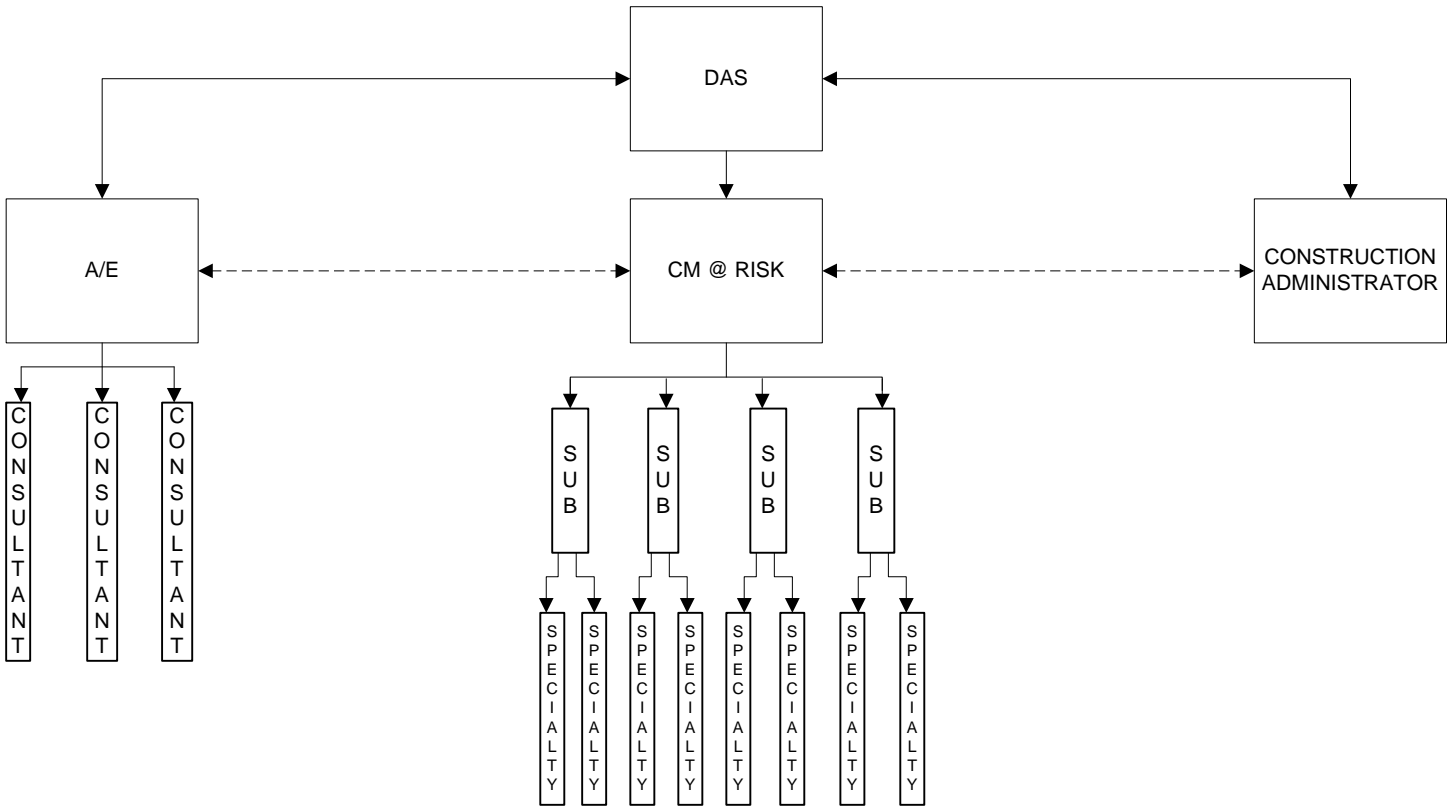 DAS
A/E
CM @ RISK
CONSTRUCTION
ADMINISTRATOR
CONSULTANT
CONSULTANT
CONSULTANT
SUB
SUB
SUB
SUB
SPECIALTY
SPECIALTY
SPECIALTY
SPECIALTY
SPECIALTY
SPECIALTY
SPECIALTY
SPECIALTY